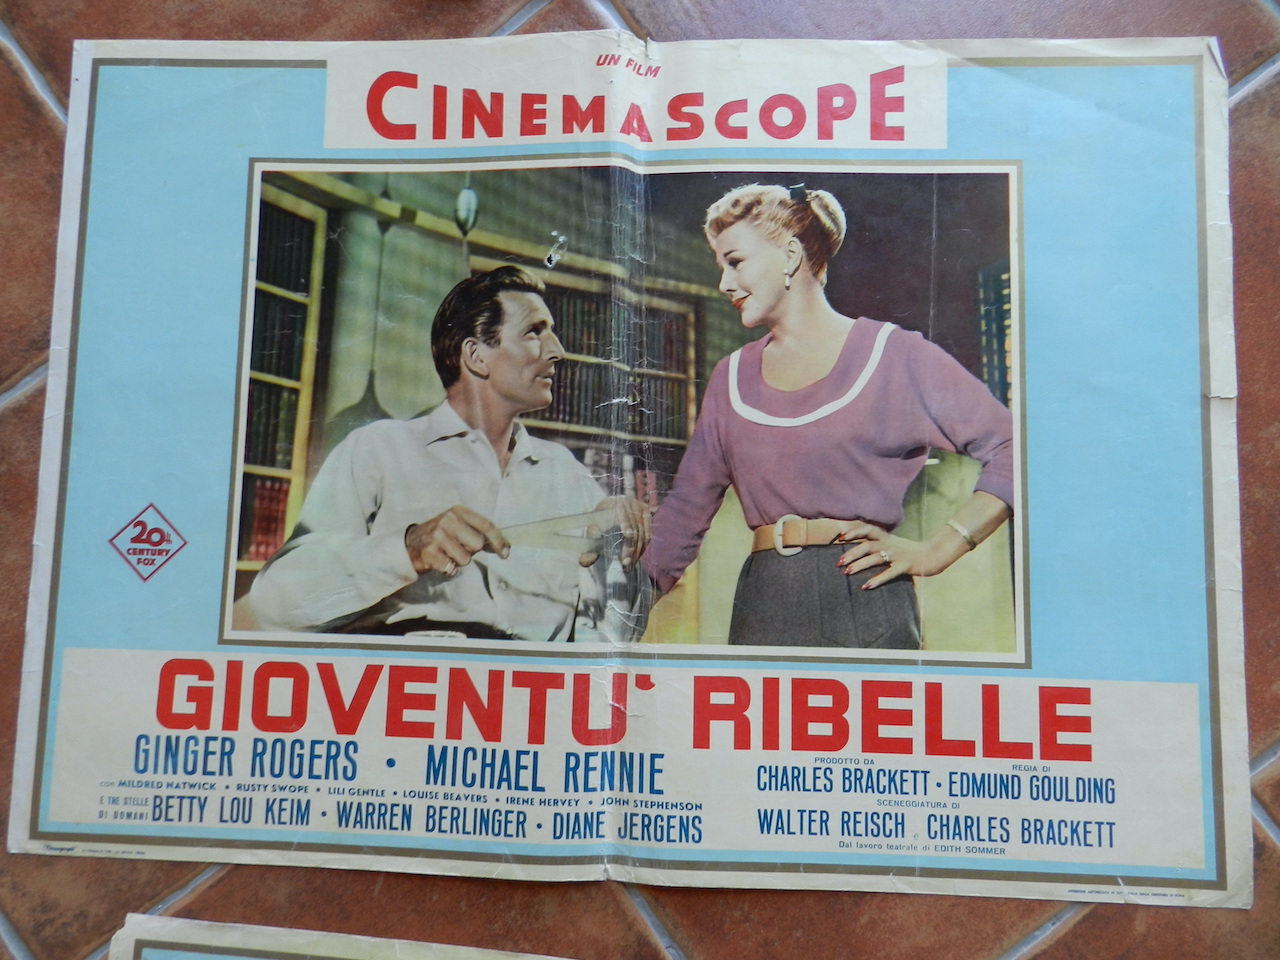 UN FILM
CINEMASCOPE
20th
CENTURY
FOX
GIOVENTU' RIBELLE
GINGER ROGERS • MICHAEL RENNIE
con MILDRED NATWICK • RUSTY SWOPE • LILI GENTLE • LOUISE BEAVERS • IRENE HERVEY • JOHN STEPHENSON
E TRE STELLE
DI DOMANI
BETTY LOU KEIM • WARREN BERLINGER • DIANE JERGENS
PRODOTTO DA REGIA DI
CHARLES BRACKETT • EDMUND GOULDING
SCENEGGIATURA DI
WALTER REISCH e CHARLES BRACKETT
Dal lavoro teatrale di EDITH SOMMER